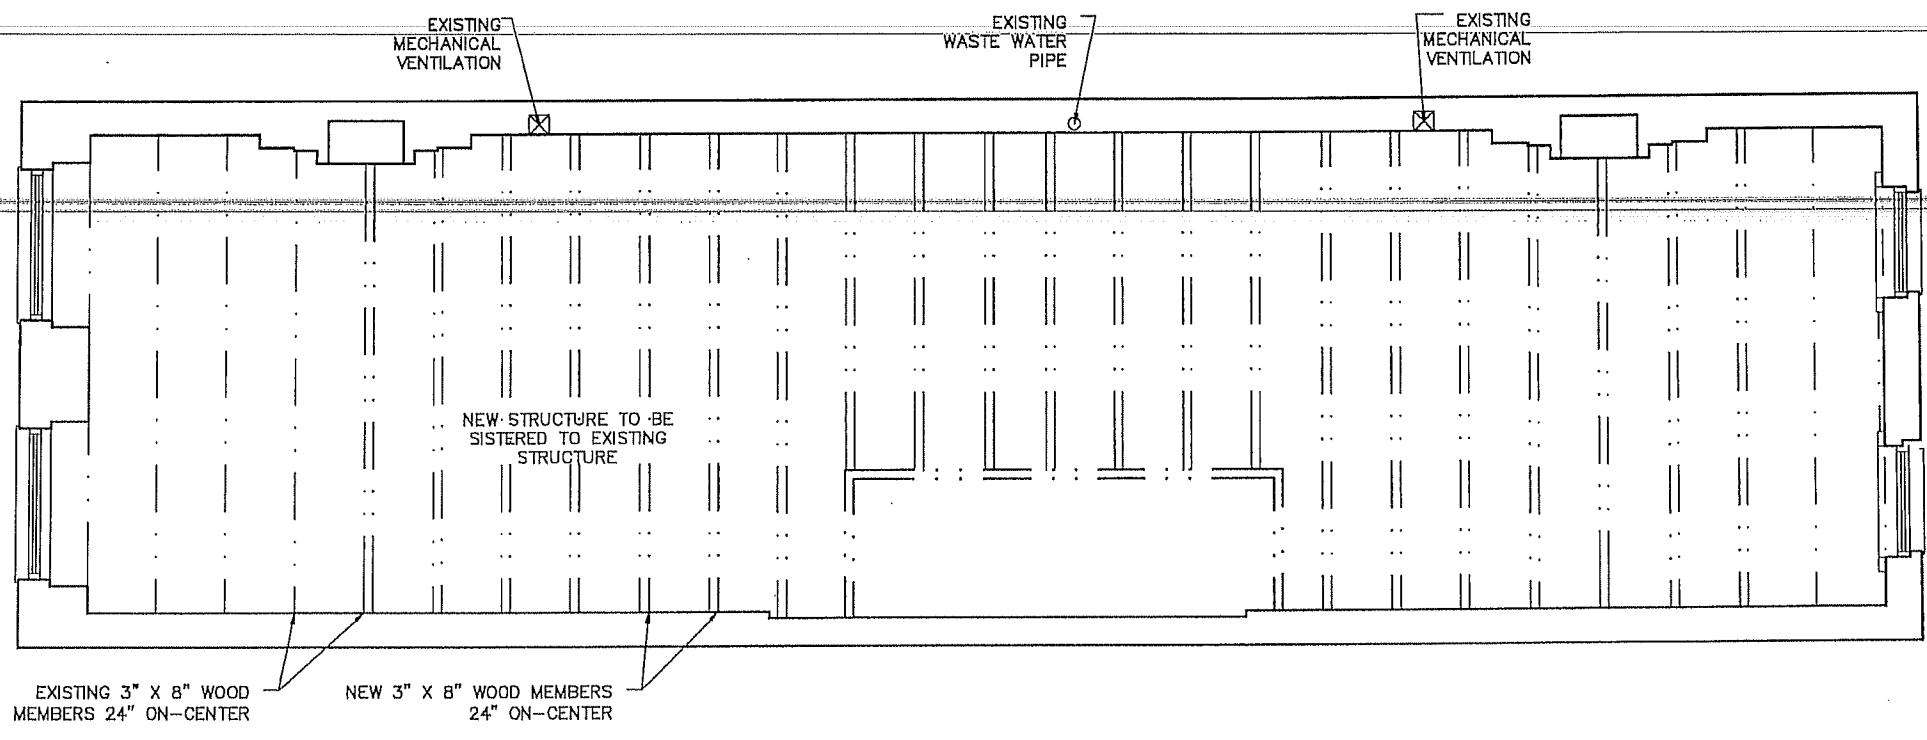 EXISTING
MECHANICAL
VENTILATION
EXISTING
WASTE WATER
PIPE
EXISTING
MECHANICAL
VENTILATION
NEW STRUCTURE TO BE
SISTERED TO EXISTING
STRUCTURE
EXISTING 3" X 8" WOOD
MEMBERS 24" ON-CENTER
NEW 3" X 8" WOOD MEMBERS
24" ON-CENTER